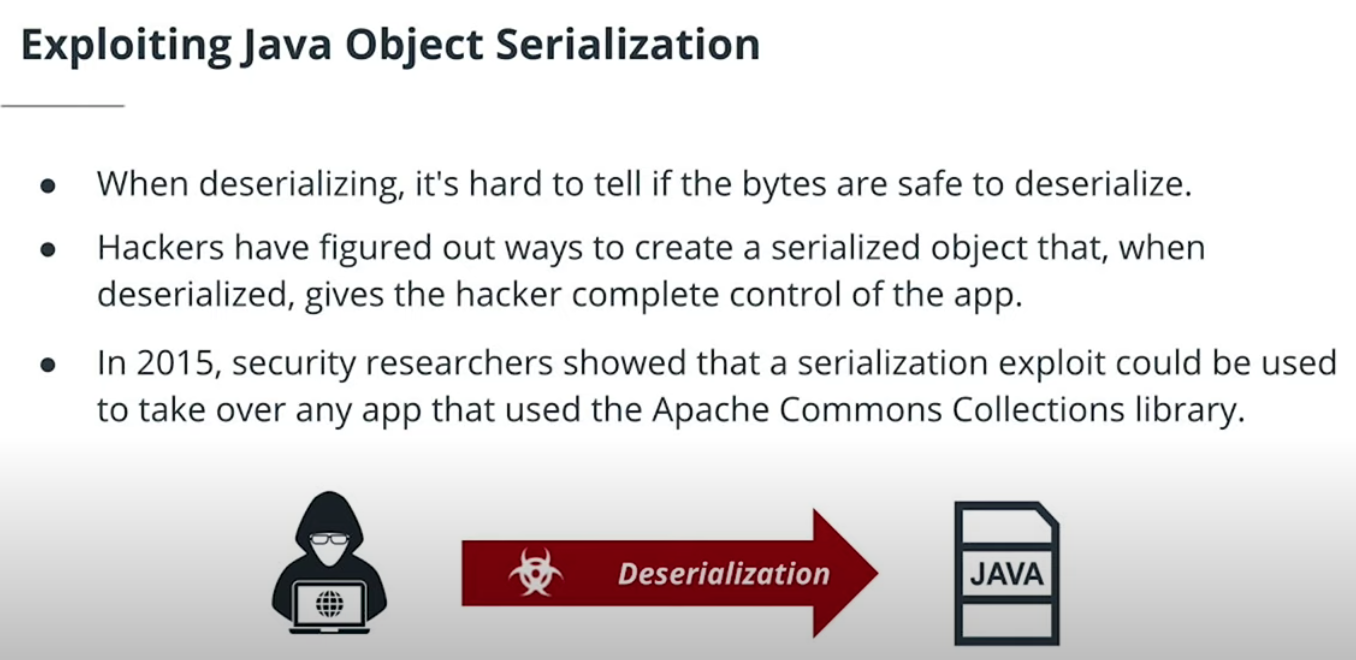 Exploiting Java Object Serialization
● When deserializing, it's hard to tell if the bytes are safe to deserialize.
● Hackers have figured out ways to create a serialized object that, when
deserialized, gives the hacker complete control of the app.
● In 2015, security researchers showed that a serialization exploit could be used
to take over any app that used the Apache Commons Collections library.
Deserialization
JAVA